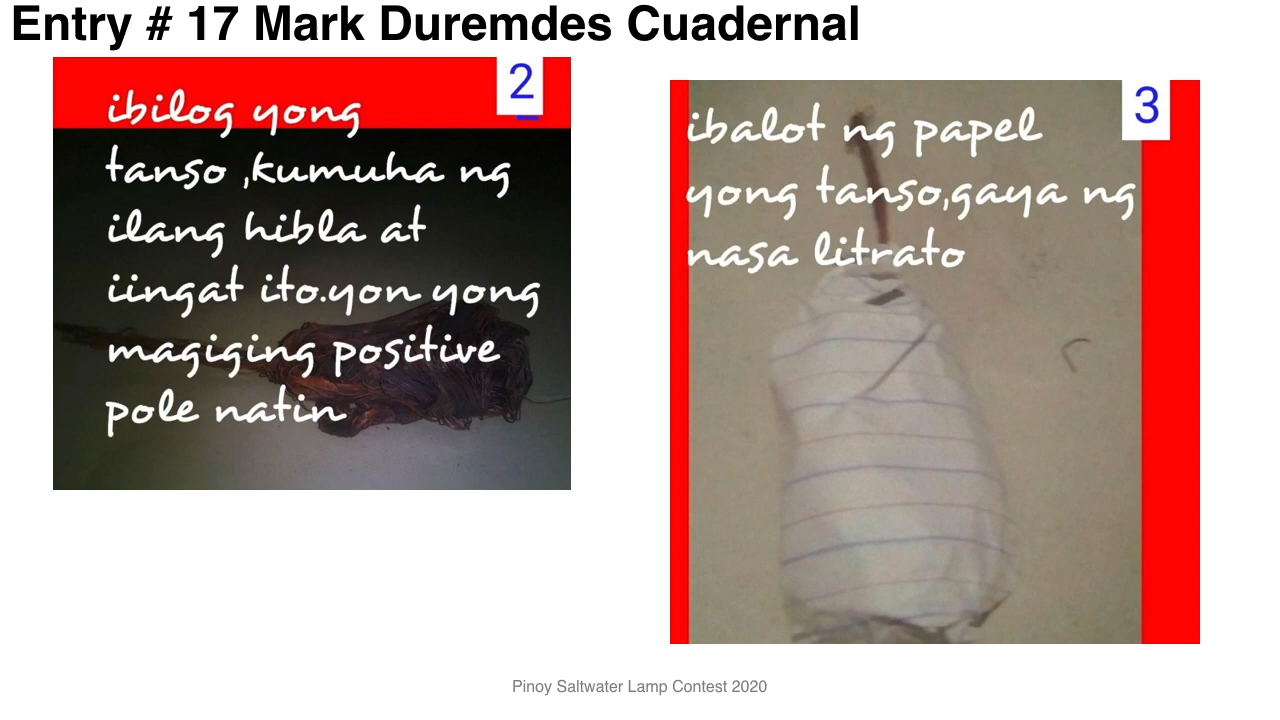 Entry # 17 Mark Duremdes Cuadernal
2
ibilog yong
tanso ,kumuha ng
ilang hibla at
iingat ito.yon yong
magiging positive
pole natin
3
ibalot ng papel
yong tanso,gaya ng
nasa litrato
Pinoy Saltwater Lamp Contest 2020